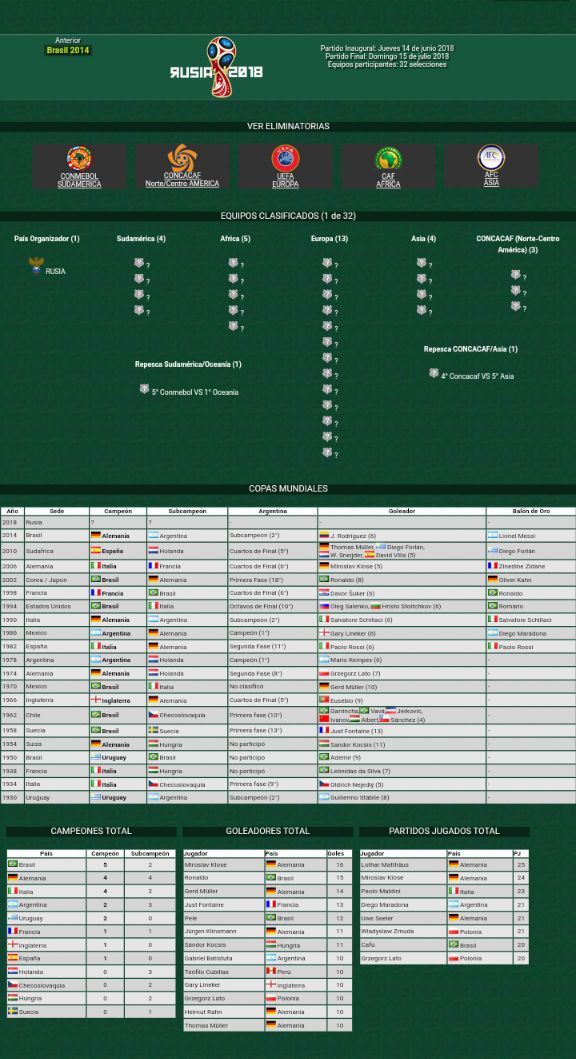 Anterior
Brasil 2014
RUSIA 2018
Partido Inaugural: Jueves 14 de junio 2018
Partido Final: Domingo 15 de julio 2018
Equipos participantes: 32 selecciones
VER ELIMINATORIAS
CONMEBOL
SUDAMERICA
CONCACAF
Norte/Centro AMERICA
UEFA
EUROPA
CAF
AFRICA
AFC
ASIA
EQUIPOS CLASIFICADOS (1 de 32)
País Organizador (1) Sudamérica (4) Africa (5) Europa (13) Asia (4) CONCACAF (Norte-Centro
América) (3)
RUSIA ? ? ? ? ?
? ? ? ? ?
? ? ? ? ?
? ? ? ?
? ?
?
Repesca CONCACAF/Asia (1)
Repesca Sudamérica/Oceanía (1)
?
4° Concacaf VS 5° Asia
?
5° Conmebol VS 1° Oceanía
?
?
?
?
?
COPAS MUNDIALES
Año Sede Campeón Subcampeón Argentina Goleador Balón de Oro
2018 Rusia ? ? - - -
2014 Brasil Alemania Argentina Subcampeon (2°) J. Rodriguez (6) Lionel Messi
2010 Sudafrica España Holanda Cuartos de Final (5°) Thomas Müller, Diego Forlán, W. Sneijder, David Villa (5) Diego Forlán
2006 Alemania Italia Francia Cuartos de Final (6°) Miroslav Klose (5) Zinedine Zidane
2002 Corea / Japon Brasil Alemania Primera Fase (18°) Ronaldo (8) Oliver Kahn
1998 Francia Francia Brasil Cuartos de Final (6°) Davor Šuker (6) Ronaldo
1994 Estados Unidos Brasil Italia Octavos de Final (10°) Oleg Salenko, Hristo Stoitchkov (6) Romário
1990 Italia Alemania Argentina Subcampeon (2°) Salvatore Schillaci (6) Salvatore Schillaci
1986 Mexico Argentina Alemania Campeón (1°) Gary Lineker (6) Diego Maradona
1982 España Italia Alemania Segunda Fase (11°) Paolo Rossi (6) Paolo Rossi
1978 Argentina Argentina Holanda Campeón (1°) Mario Kempes (6) -
1974 Alemania Alemania Holanda Segunda Fase (8°) Grzegorz Lato (7) -
1970 Mexico Brasil Italia No clasificó Gerd Müller (10) -
1966 Inglaterra Inglaterra Alemania Cuartos de Final (5°) Eusébio (9) -
1962 Chile Brasil Checoslovaquia Primera fase (10°) Garrincha, Vavá, Jerkovic, Ivanov, Albert, Sánchez (4) -
1958 Suecia Brasil Suecia Primera fase (13°) Just Fontaine (13) -
1954 Suiza Alemania Hungria No participó Sandor Kocsis (11) -
1950 Brasil Uruguay Brasil No participó Ademir (9) -
1938 Francia Italia Hungria No participó Leônidas da Silva (7) -
1934 Italia Italia Checoslovaquia Primera fase (9°) Oldrich Nejedly (5) -
1930 Uruguay Uruguay Argentina Subcampeon (2°) Guillermo Stabile (8) -
CAMPEONES TOTAL
País Campeón Subcampeón
Brasil 5 2
Alemania 4 4
Italia 4 2
Argentina 2 3
Uruguay 2 0
Francia 1 1
Inglaterra 1 0
España 1 0
Holanda 0 3
Checoslovaquia 0 2
Hungria 0 2
Suecia 0 1
GOLEADORES TOTAL
Jugador País Goles
Miroslav Klose Alemania 16
Ronaldo Brasil 15
Gerd Müller Alemania 14
Just Fontaine Francia 13
Pelé Brasil 12
Jürgen Klinsmann Alemania 11
Sándor Kocsis Hungria 11
Gabriel Batistuta Argentina 10
Teofilo Cubillas Perú 10
Gary Lineker Inglaterra 10
Grzegorz Lato Polonia 10
Helmut Rahn Alemania 10
Thomas Müller Alemania 10
PARTIDOS JUGADOS TOTAL
Jugador País PJ
Lothar Matthäus Alemania 25
Miroslav Klose Alemania 24
Paolo Maldini Italia 23
Diego Maradona Argentina 21
Uwe Seeler Alemania 21
Wladyslaw Zmuda Polonia 21
Cafú Brasil 20
Grzegorz Lato Polonia 20